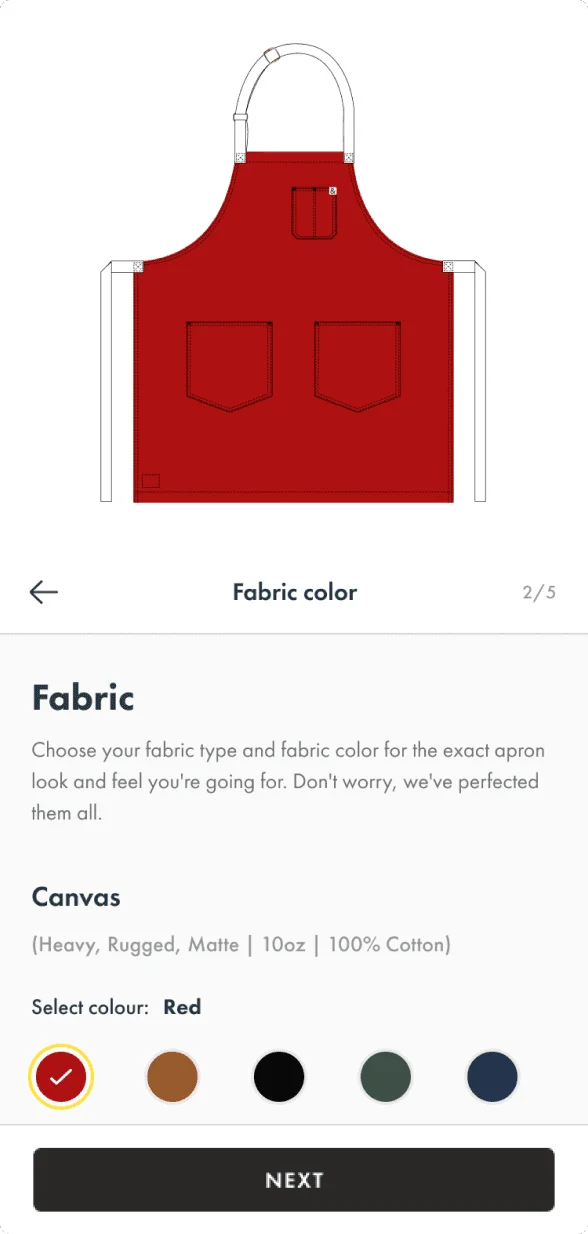 &
Fabric color
2/5
Fabric
Choose your fabric type and fabric color for the exact apron
look and feel you're going for. Don't worry, we've perfected
them all.
Canvas
(Heavy, Rugged, Matte | 10oz | 100% Cotton)
Select colour: Red
NEXT